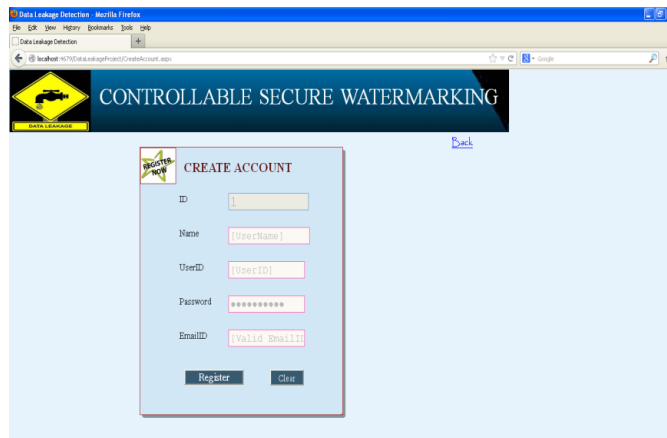 Data Leakage Detection - Mozilla Firefox
File Edit View History Bookmarks Tools Help
Data Leakage Detection +
localhost:4679/DataLeakageProject/CreateAccount.aspx
Google
CONTROLLABLE SECURE WATERMARKING
DATA LEAKAGE
Back
REGISTER NOW
CREATE ACCOUNT
ID 1
Name [UserName]
UserID [UserID]
Password
EmailID [Valid EmailID
Register Clear